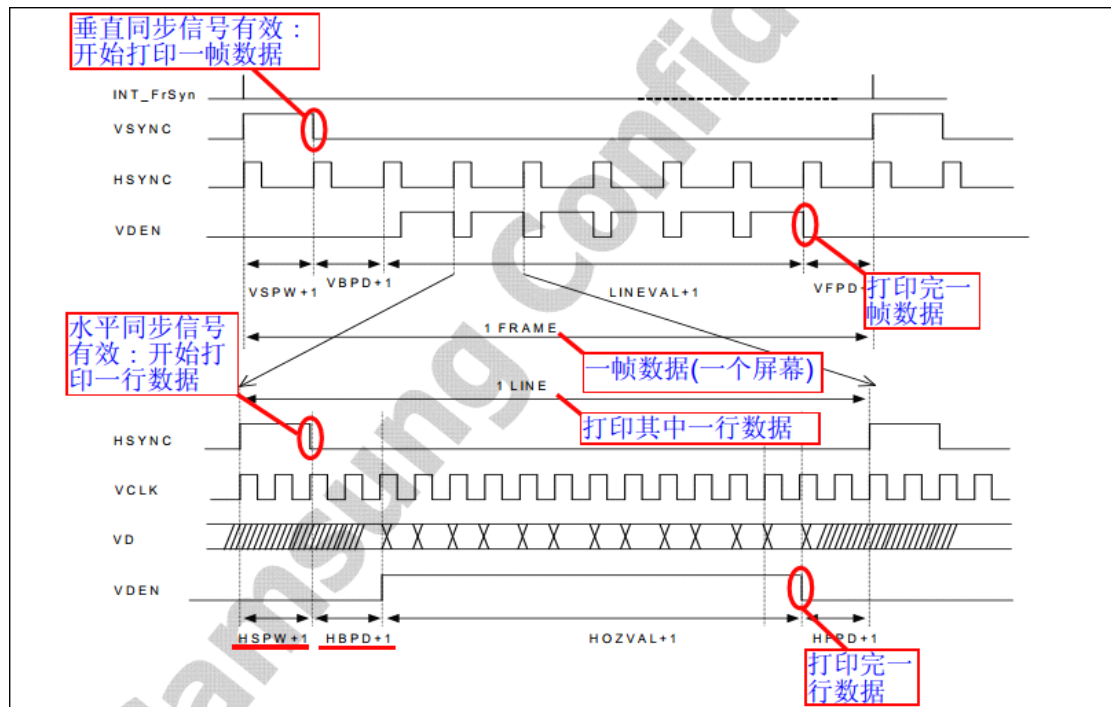 垂直同步信号有效：
开始打印一帧数据
INT_FrSyn
VSYNC
HSYNC
VDEN
VSPW+1
VBPD+1
LINEVAL+1
VFPD+
打印完一
帧数据
1 FRAME
一帧数据(一个屏幕)
水平同步信号
有效：开始打
印一行数据
1 LINE
打印其中一行数据
HSYNC
VCLK
VD
VDEN
HSPW+1
HBPD+1
HOZVAL+1
HFPD+1
打印完一
行数据
amsung Confid